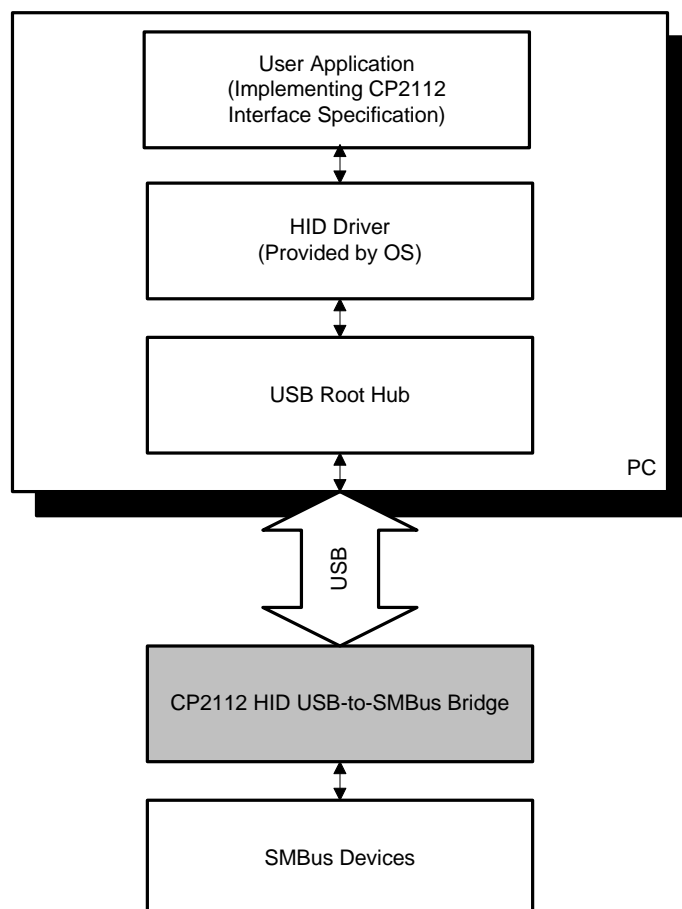 User Application
(Implementing CP2112
Interface Specification)
HID Driver
(Provided by OS)
USB Root Hub
PC
USB
CP2112 HID USB-to-SMBus Bridge
SMBus Devices